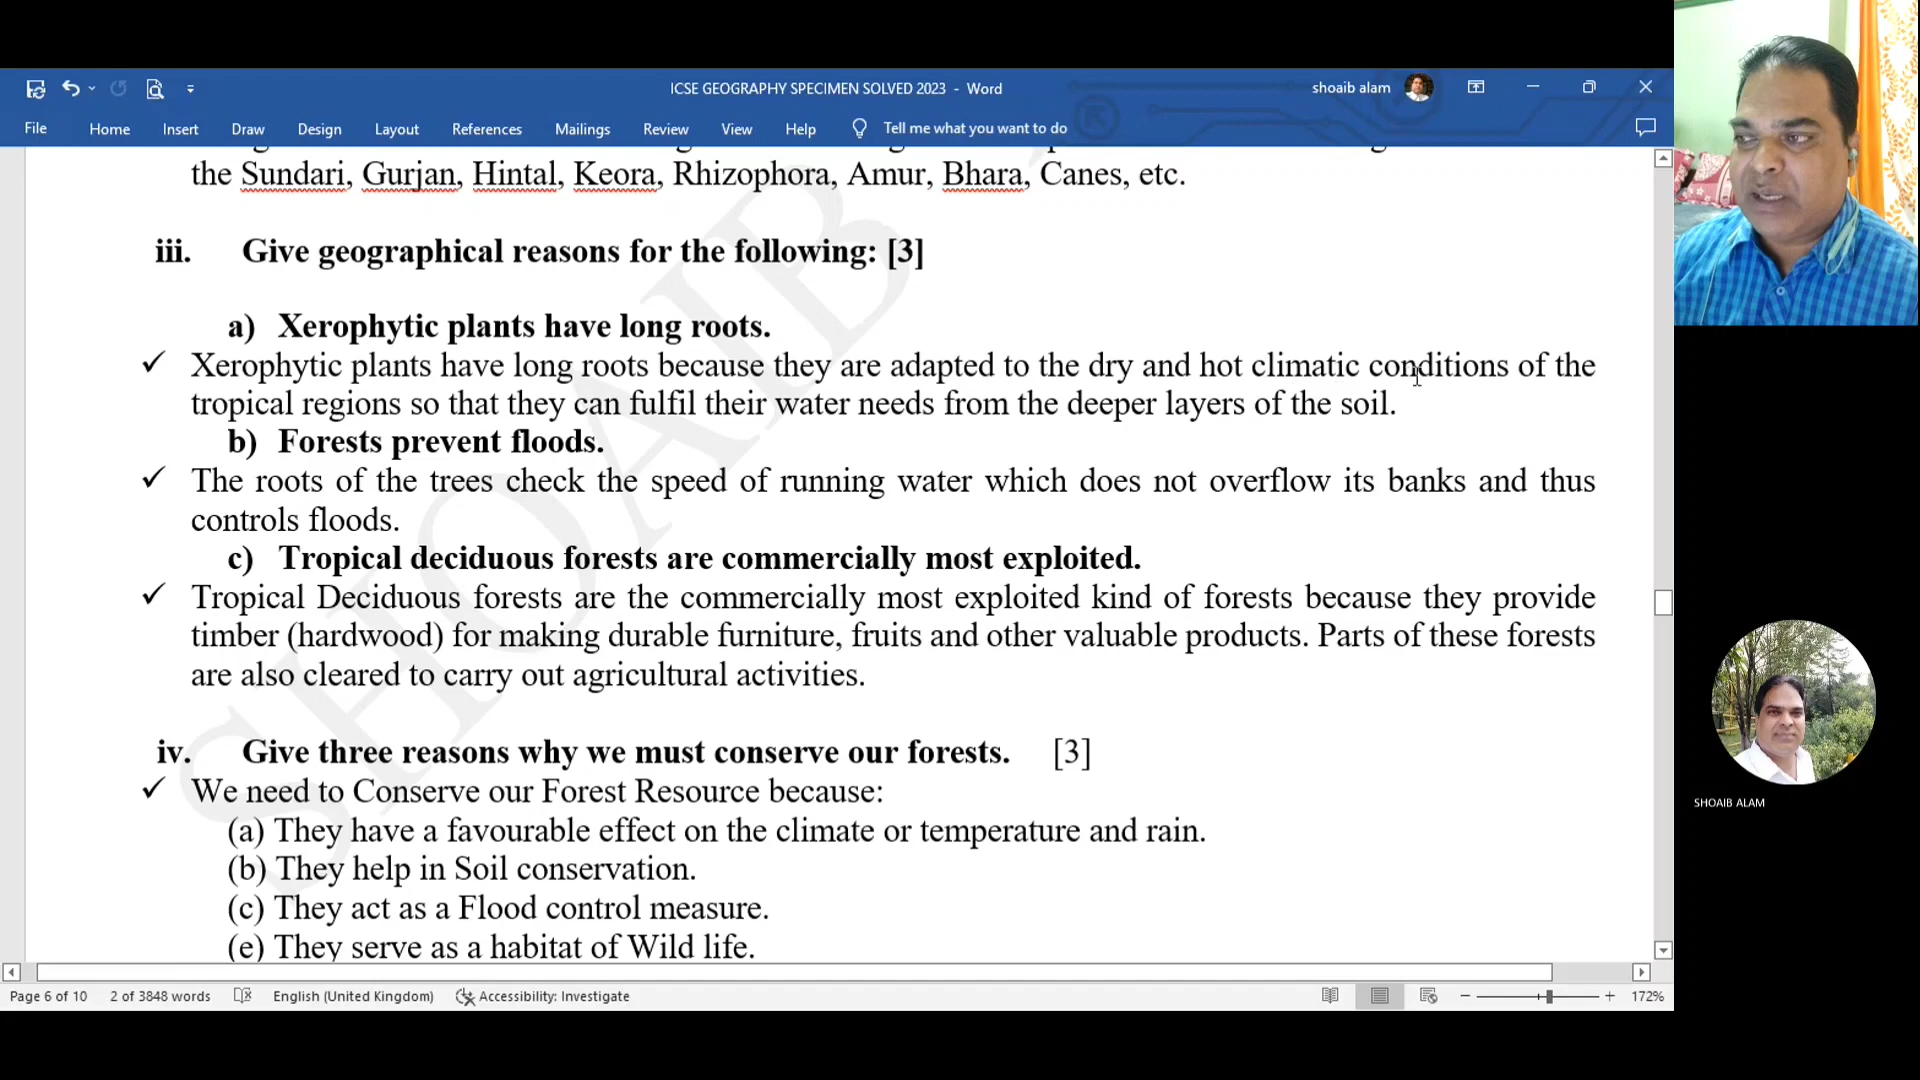 ICSE GEOGRAPHY SPECIMEN SOLVED 2023 - Word
shoaib alam
File Home Insert Draw Design Layout References Mailings Review View Help Tell me what you want to do
the Sundari, Gurjan, Hintal, Keora, Rhizophora, Amur, Bhara, Canes, etc.
iii. Give geographical reasons for the following: [3]
a) Xerophytic plants have long roots.
✓ Xerophytic plants have long roots because they are adapted to the dry and hot climatic conditions of the
tropical regions so that they can fulfil their water needs from the deeper layers of the soil.
b) Forests prevent floods.
✓ The roots of the trees check the speed of running water which does not overflow its banks and thus
controls floods.
c) Tropical deciduous forests are commercially most exploited.
✓ Tropical Deciduous forests are the commercially most exploited kind of forests because they provide
timber (hardwood) for making durable furniture, fruits and other valuable products. Parts of these forests
are also cleared to carry out agricultural activities.
iv. Give three reasons why we must conserve our forests. [3]
✓ We need to Conserve our Forest Resource because:
(a) They have a favourable effect on the climate or temperature and rain.
(b) They help in Soil conservation.
(c) They act as a Flood control measure.
(e) They serve as a habitat of Wild life.
SHOAIB
SHOAIB ALAM
Page 6 of 10 2 of 3848 words English (United Kingdom) Accessibility: Investigate 172%